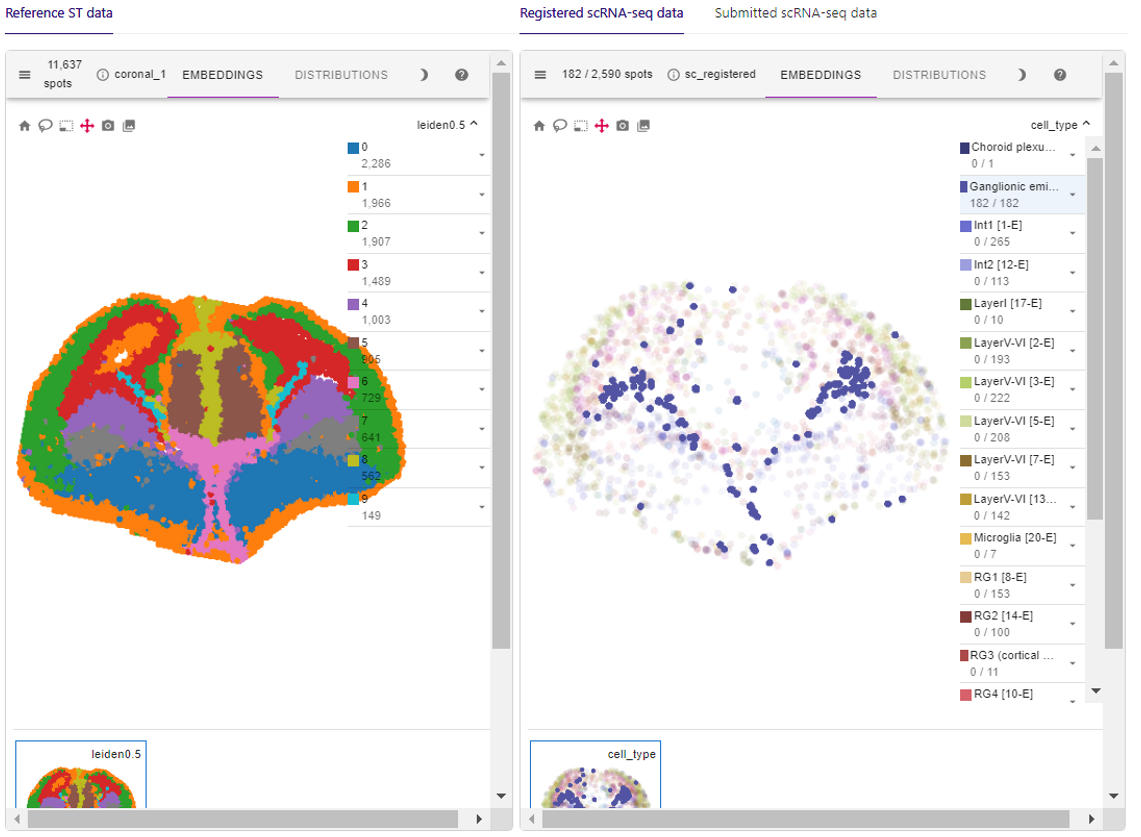 Reference ST data
Registered scRNA-seq data
Submitted scRNA-seq data
11,637
spots
coronal_1
EMBEDDINGS
DISTRIBUTIONS
leiden0.5
0
2,286
1
1,966
2
1,907
3
1,489
4
1,003
5
905
6
729
7
641
8
562
9
149
leiden0.5
182 / 2,590 spots
sc_registered
EMBEDDINGS
DISTRIBUTIONS
cell_type
Choroid plexu...
0 / 1
Ganglionic emi...
182 / 182
Int1 [1-E]
0 / 265
Int2 [12-E]
0 / 113
LayerI [17-E]
0 / 10
LayerV-VI [2-E]
0 / 193
LayerV-VI [3-E]
0 / 222
LayerV-VI [5-E]
0 / 208
LayerV-VI [7-E]
0 / 153
LayerV-VI [13...
0 / 142
Microglia [20-E]
0 / 7
RG1 [8-E]
0 / 153
RG2 [14-E]
0 / 100
RG3 (cortical ...
0 / 11
RG4 [10-E]
cell_type